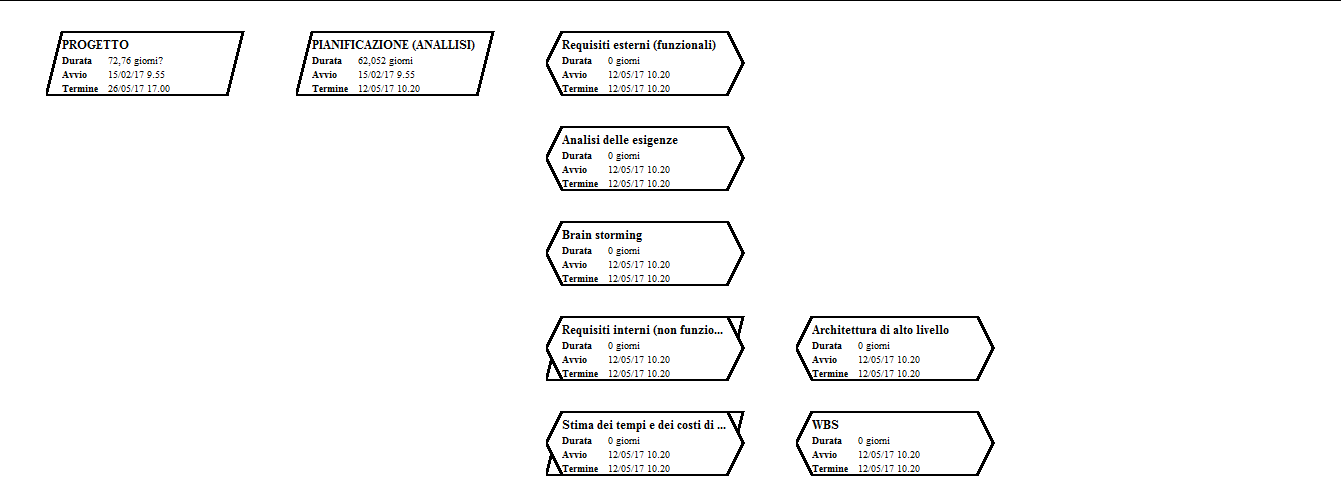 PROGETTO
Durata 72,76 giorni?
Avvio 15/02/17 9.55
Termine 26/05/17 17.00
PIANIFICAZIONE (ANALLISI)
Durata 62,052 giorni
Avvio 15/02/17 9.55
Termine 12/05/17 10.20
Requisiti esterni (funzionali)
Durata 0 giorni
Avvio 12/05/17 10.20
Termine 12/05/17 10.20
Analisi delle esigenze
Durata 0 giorni
Avvio 12/05/17 10.20
Termine 12/05/17 10.20
Brain storming
Durata 0 giorni
Avvio 12/05/17 10.20
Termine 12/05/17 10.20
Requisiti interni (non funzio...
Durata 0 giorni
Avvio 12/05/17 10.20
Termine 12/05/17 10.20
Architettura di alto livello
Durata 0 giorni
Avvio 12/05/17 10.20
Termine 12/05/17 10.20
Stima dei tempi e dei costi di ...
Durata 0 giorni
Avvio 12/05/17 10.20
Termine 12/05/17 10.20
WBS
Durata 0 giorni
Avvio 12/05/17 10.20
Termine 12/05/17 10.20